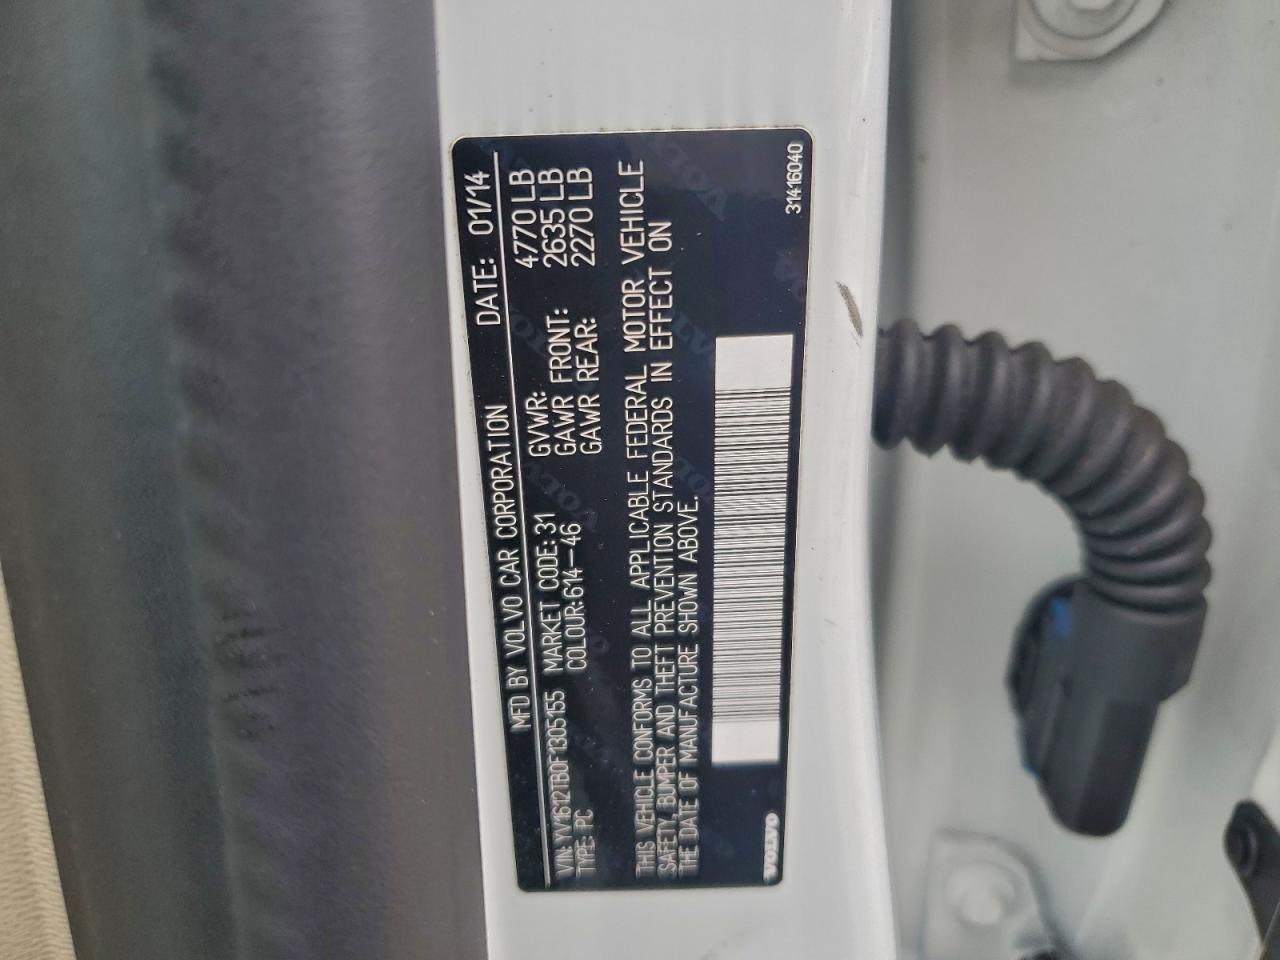 MFD BY VOLVO CAR CORPORATION DATE: 01/14
VIN: YV1612TB0F1305155 MARKET CODE: 31 GVWR: 4770 LB
TYPE: PC COLOUR: 614-46 GAWR FRONT: 2635 LB
GAWR REAR: 2270 LB
THIS VEHICLE CONFORMS TO ALL APPLICABLE FEDERAL MOTOR VEHICLE
SAFETY, BUMPER AND THEFT PREVENTION STANDARDS IN EFFECT ON
THE DATE OF MANUFACTURE SHOWN ABOVE.
VOLVO 31416040